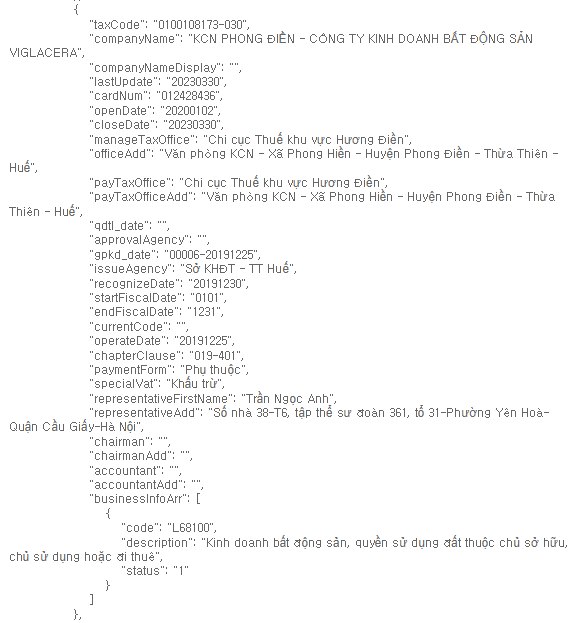 {
"taxCode": "0100108173-030",
"companyName": "KCN PHONG ĐIỀN - CÔNG TY KINH DOANH BẤT ĐỘNG SẢN
VIGLACERA",
"companyNameDisplay": "",
"lastUpdate": "20230330",
"cardNum": "012428436",
"openDate": "20200102",
"closeDate": "20230330",
"manageTaxOffice": "Chi cục Thuế khu vực Hương Điền",
"officeAdd": "Văn phòng KCN - Xã Phong Hiền - Huyện Phong Điền - Thừa Thiên -
Huế",
"payTaxOffice": "Chi cục Thuế khu vực Hương Điền",
"payTaxOfficeAdd": "Văn phòng KCN - Xã Phong Hiền - Huyện Phong Điền - Thừa
Thiên - Huế",
"qdtl_date": "",
"approvalAgency": "",
"gpkd_date": "00006-20191225",
"issueAgency": "Sở KHĐT - TT Huế",
"recognizeDate": "20191230",
"startFiscalDate": "0101",
"endFiscalDate": "1231",
"currentCode": "",
"operateDate": "20191225",
"chapterClause": "019-401",
"paymentForm": "Phụ thuộc",
"specialVat": "Khấu trừ",
"representativeFirstName": "Trần Ngọc Anh",
"representativeAdd": "Số nhà 38-T6, tập thể sư đoàn 361, tổ 31-Phường Yên Hoà-
Quận Cầu Giấy-Hà Nội",
"chairman": "",
"chairmanAdd": "",
"accountant": "",
"accountantAdd": "",
"businessInfoArr": [
{
"code": "L68100",
"description": "Kinh doanh bất động sản, quyền sử dụng đất thuộc chủ sở hữu,
chủ sử dụng hoặc đi thuê",
"status": "1"
}
]
},